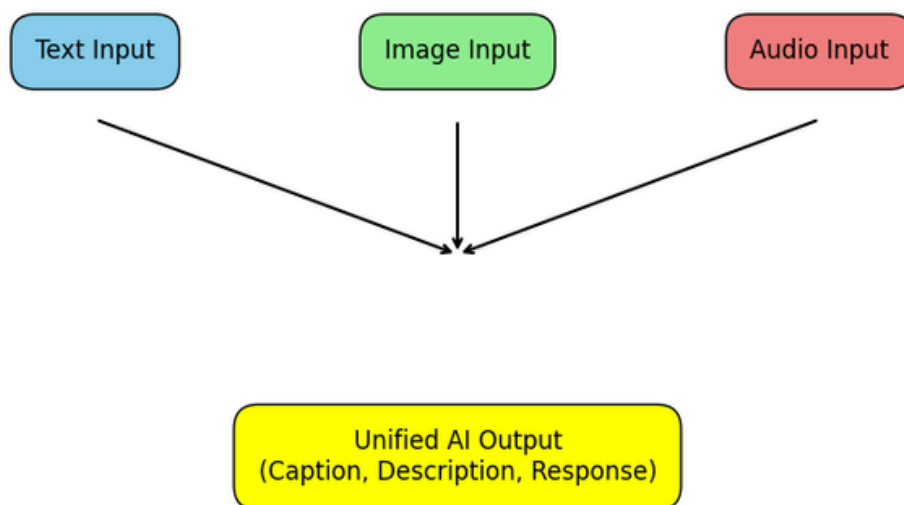 Text Input
Image Input
Audio Input
Unified AI Output
(Caption, Description, Response)